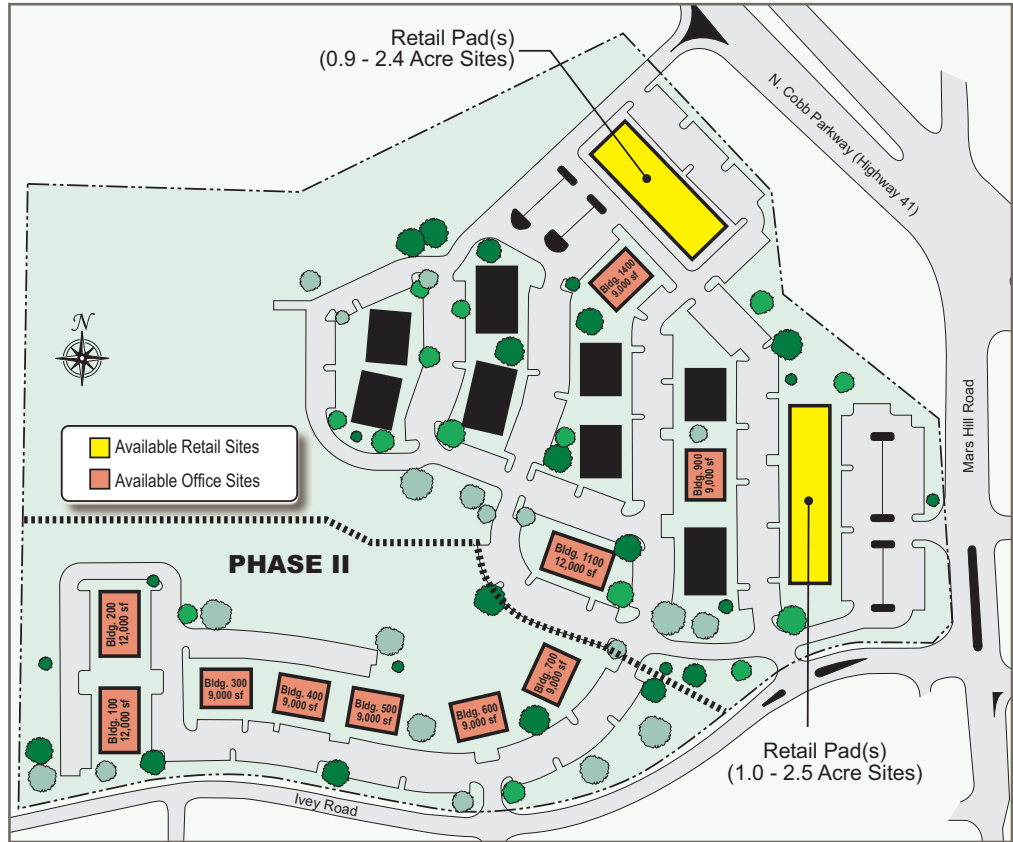 Retail Pad(s)
(0.9 - 2.4 Acre Sites)
N. Cobb Parkway (Highway 41)
Bldg. 1400
9,000 sf
N
Mars Hill Road
Available Retail Sites
Available Office Sites
Bldg. 900
9,000 sf
PHASE II
Bldg. 1100
12,000 sf
Bldg. 200
12,000 sf
Bldg. 300
9,000 sf
Bldg. 400
9,000 sf
Bldg. 500
9,000 sf
Bldg. 600
9,000 sf
Bldg. 700
9,000 sf
Bldg. 100
12,000 sf
Retail Pad(s)
(1.0 - 2.5 Acre Sites)
Ivey Road